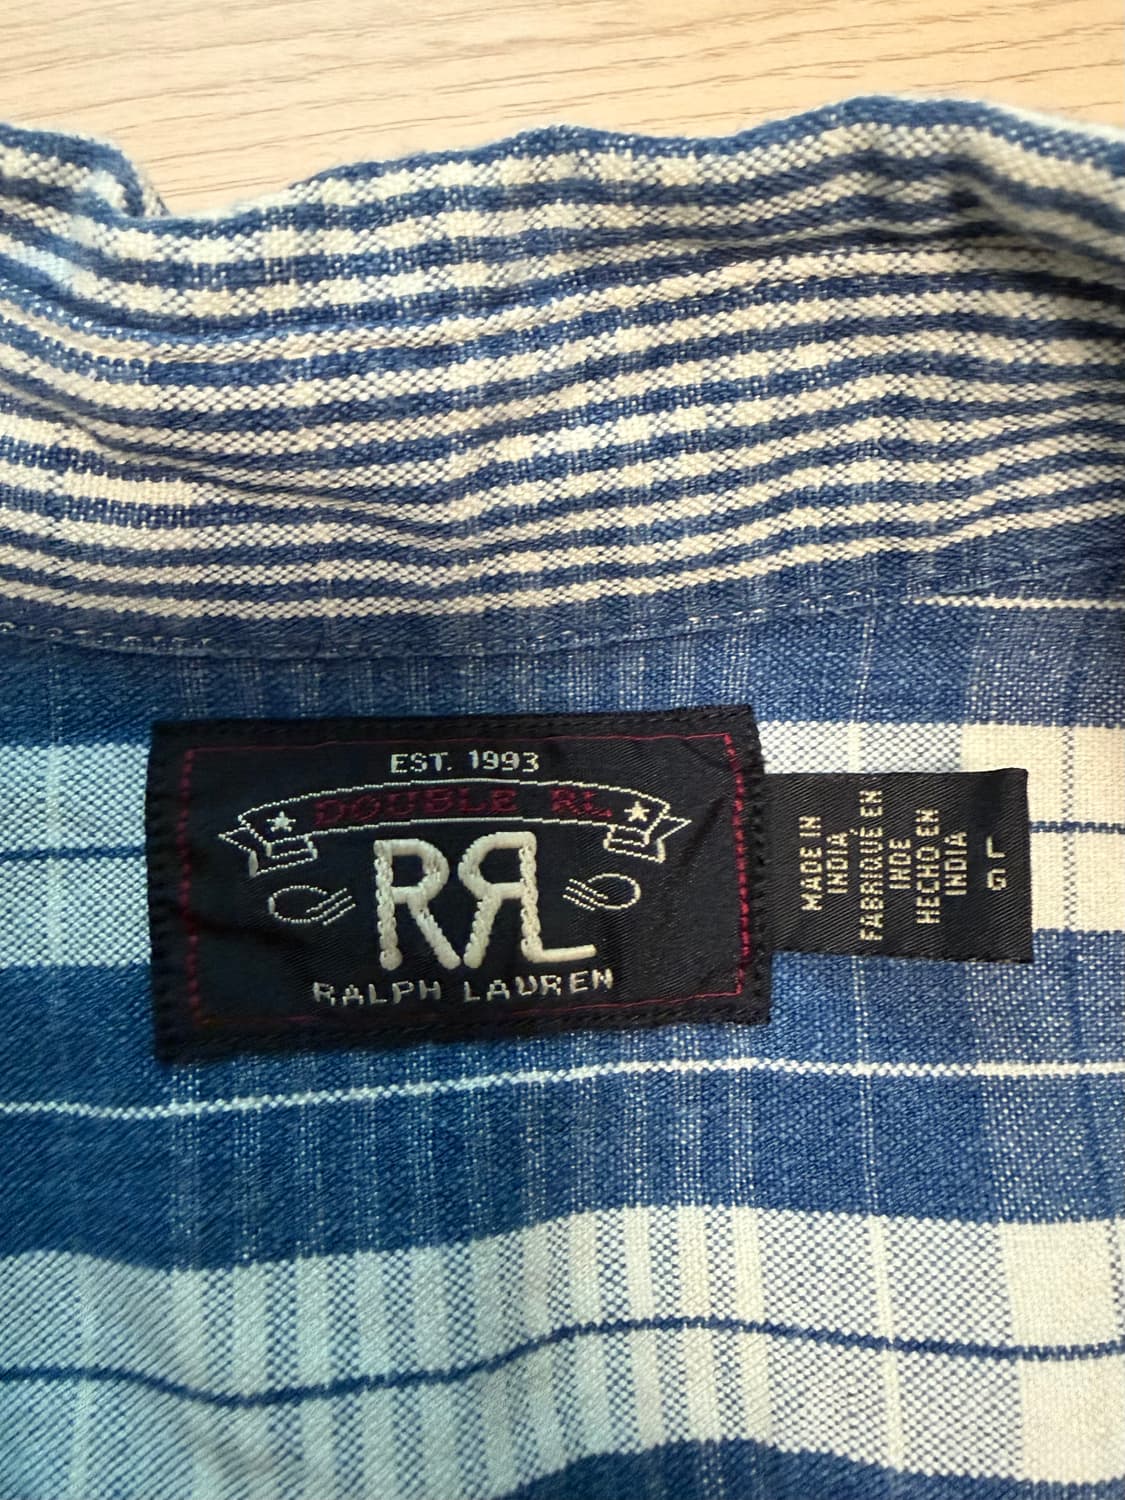 EST. 1993
DOUBLE RL
RRL
RALPH LAUREN
MADE IN
INDIA
FABRIQUÉ EN
INDE
HECHO EN
INDIA
L
G